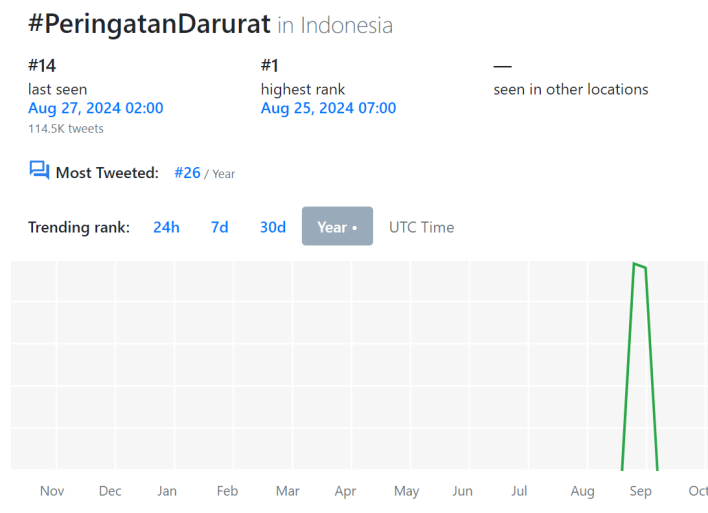 #PeringatanDarurat in Indonesia
#14
last seen
Aug 27, 2024 02:00
114.5K tweets
#1
highest rank
Aug 25, 2024 07:00
—
seen in other locations
Most Tweeted: #26 / Year
Trending rank: 24h 7d 30d Year • UTC Time
Nov Dec Jan Feb Mar Apr May Jun Jul Aug Sep Oct